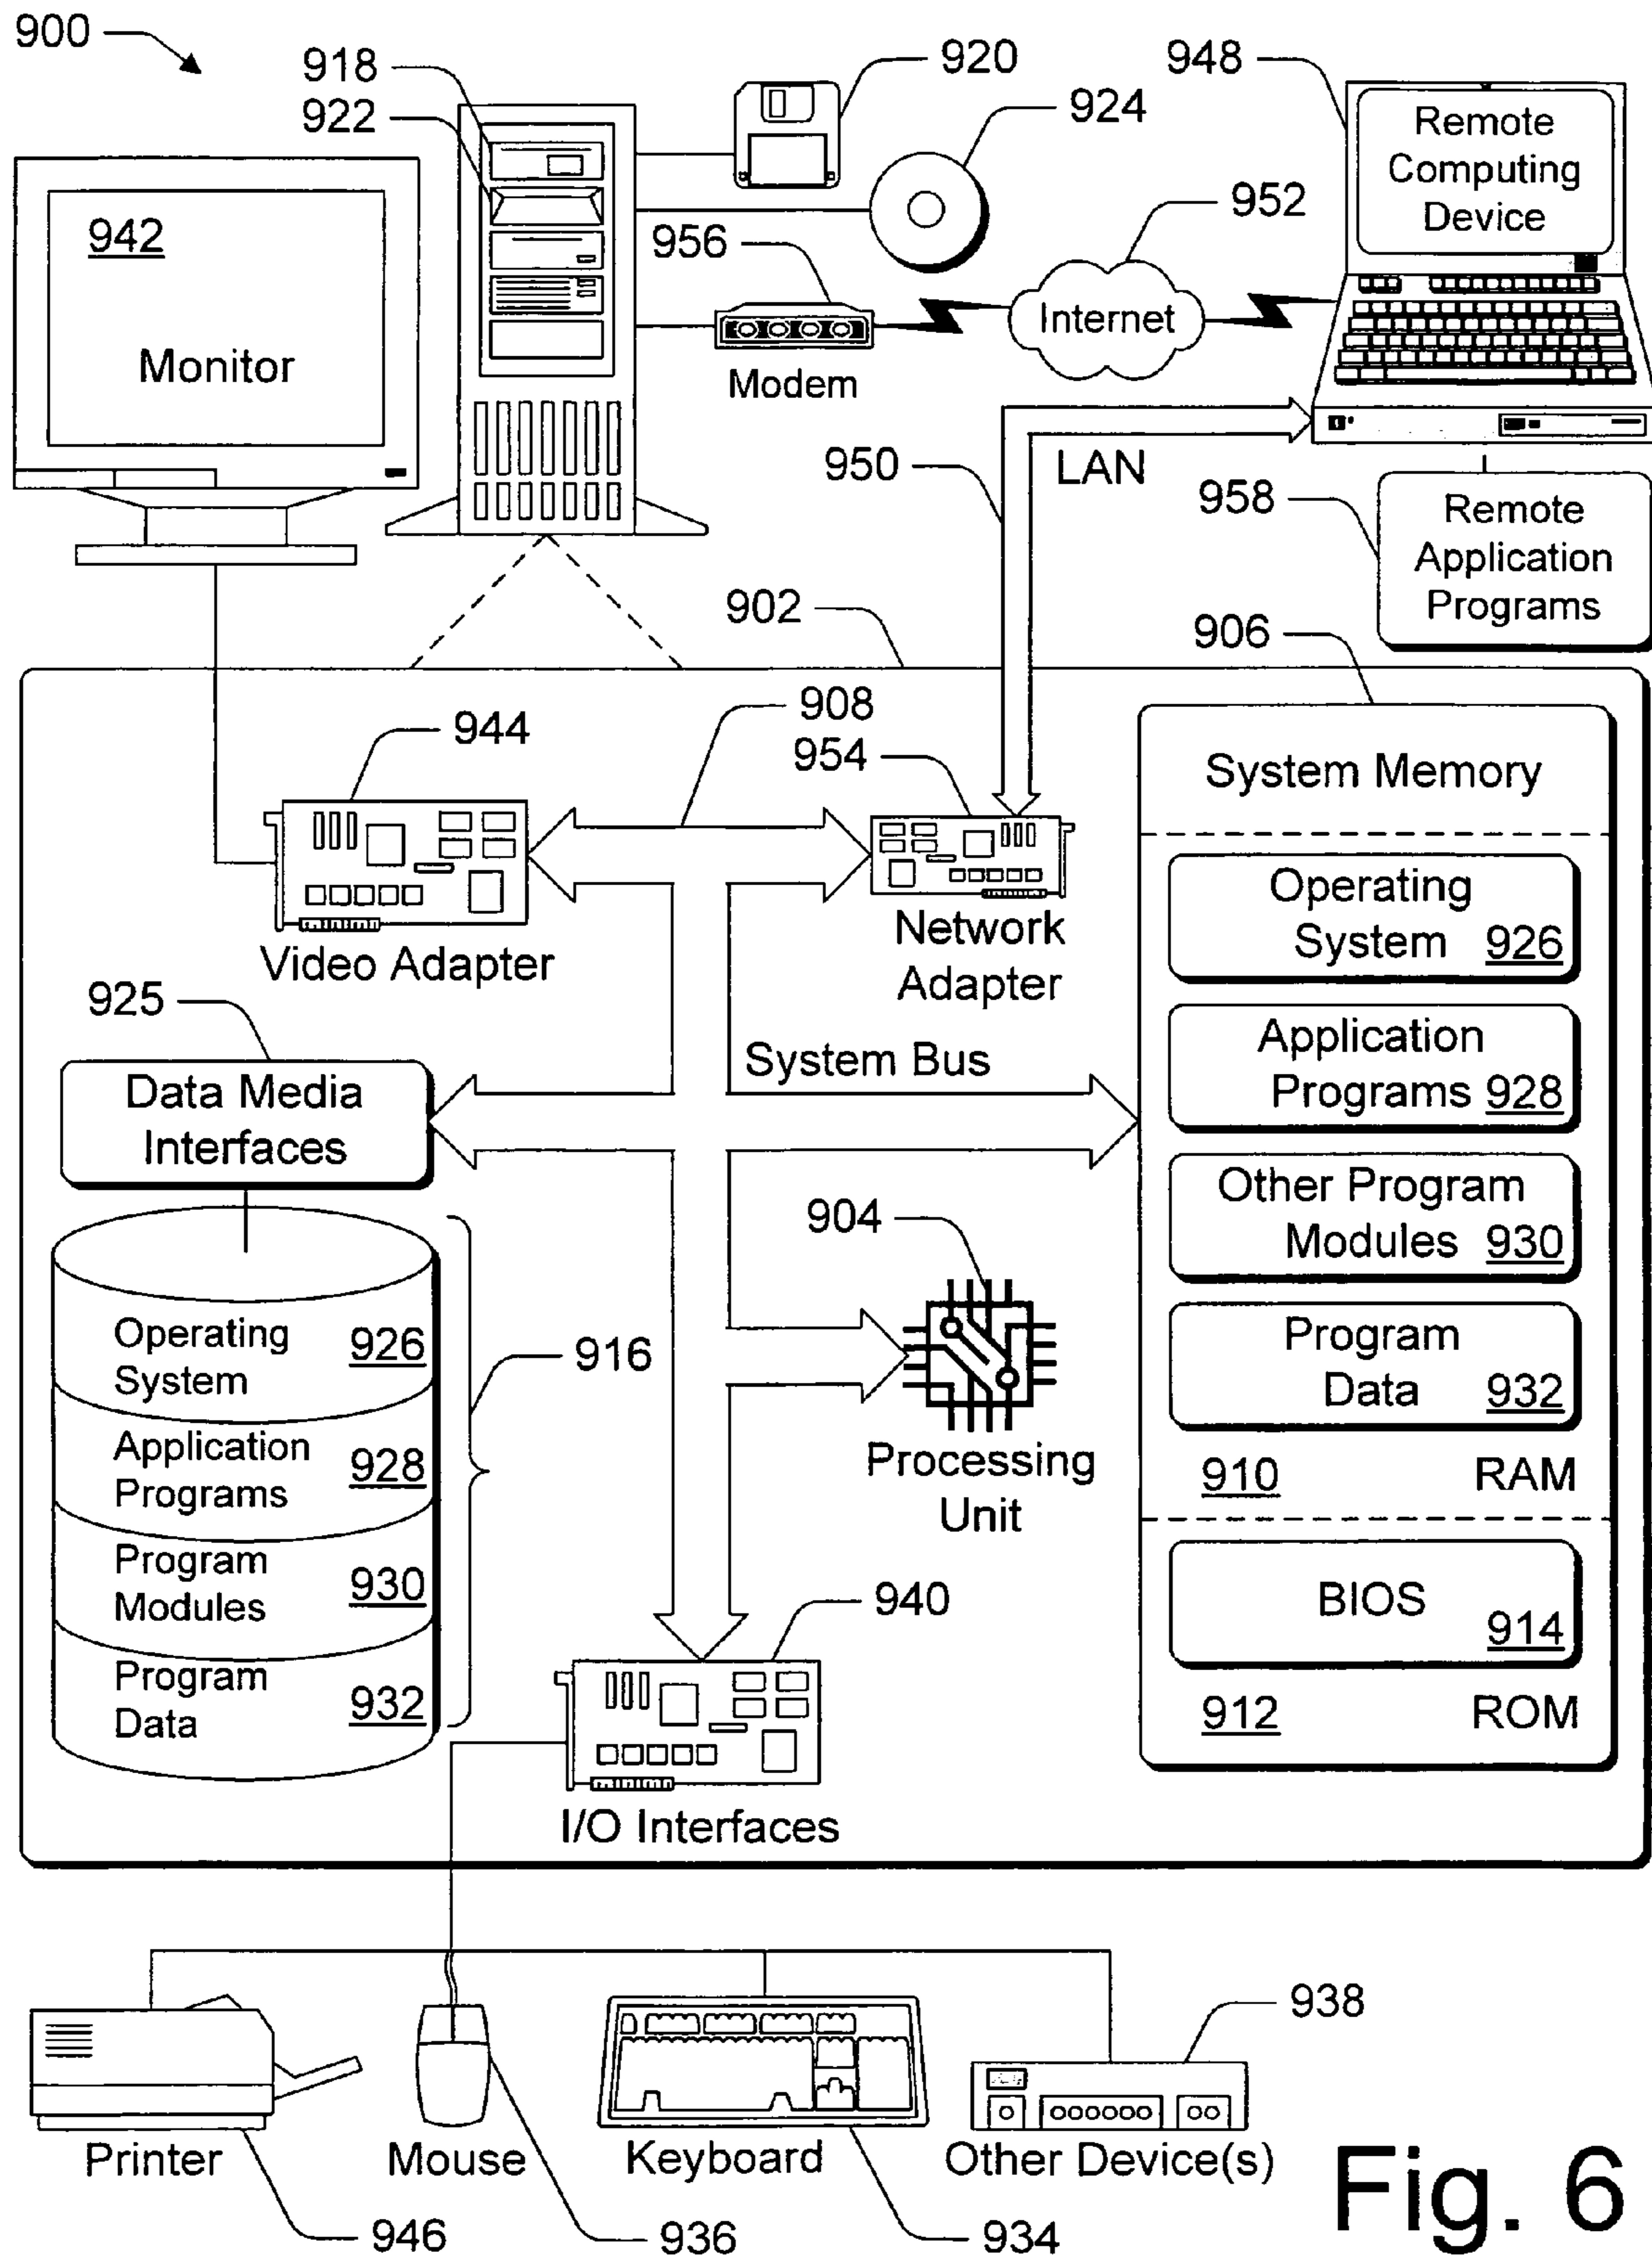 900
918
922
920
924
948
Remote
Computing
Device
942
Monitor
956
952
Internet
Modem
950
LAN
958
Remote
Application
Programs
902
906
908
944
954
System Memory
Video Adapter
Network
Adapter
Operating
System 926
925
Data Media
Interfaces
System Bus
Application
Programs 928
Other Program
Modules 930
904
Processing
Unit
Program
Data 932
910 RAM
Operating
System 926
916
Application
Programs 928
Program
Modules 930
Program
Data 932
BIOS
914
912 ROM
940
I/O Interfaces
938
Printer
Mouse
Keyboard
Other Device(s)
946
936
934
Fig. 6